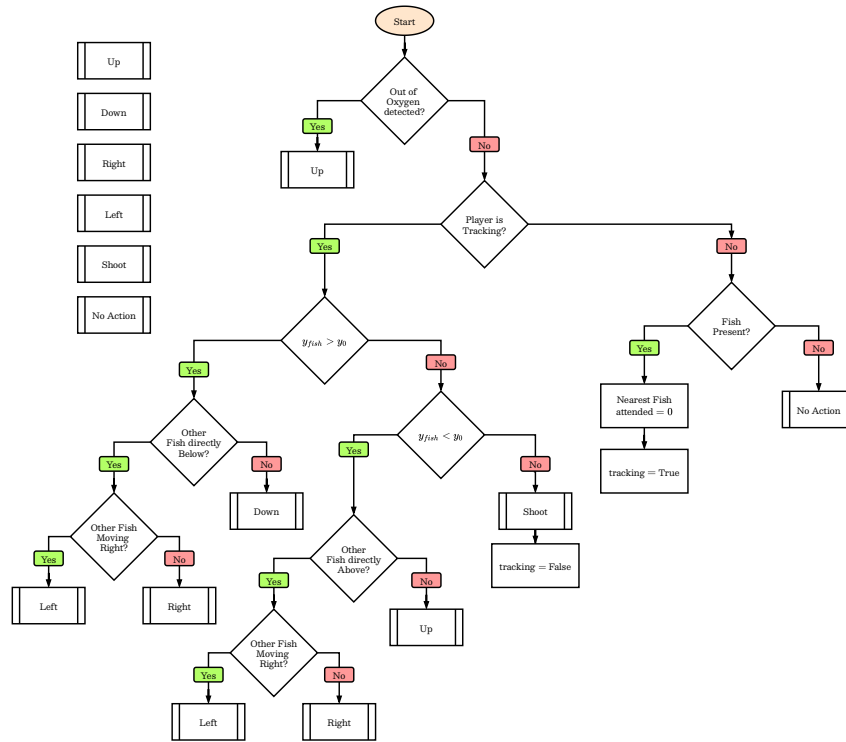 Start
Up
Down
Right
Left
Shoot
No Action
Out of
Oxygen
detected?
Yes
No
Up
Player is
Tracking?
Yes
No
y_fish > y_0
Fish
Present?
Yes
No
Yes
No
Nearest Fish
attended = 0
No Action
tracking = True
Other
Fish directly
Below?
y_fish < y_0
Yes
No
Yes
No
Down
Shoot
tracking = False
Other Fish
Moving
Right?
Other
Fish directly
Above?
Yes
No
Yes
No
Left
Right
Up
Other Fish
Moving
Right?
Yes
No
Left
Right